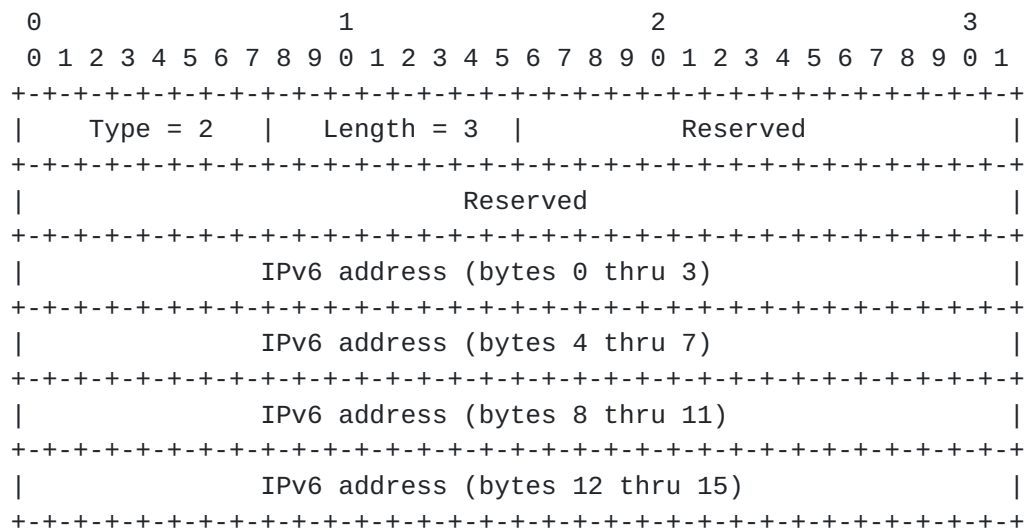 0                   1                   2                   3
 0 1 2 3 4 5 6 7 8 9 0 1 2 3 4 5 6 7 8 9 0 1 2 3 4 5 6 7 8 9 0 1
+-+-+-+-+-+-+-+-+-+-+-+-+-+-+-+-+-+-+-+-+-+-+-+-+-+-+-+-+-+-+-+-+
|    Type = 2   |   Length = 3  |          Reserved             |
+-+-+-+-+-+-+-+-+-+-+-+-+-+-+-+-+-+-+-+-+-+-+-+-+-+-+-+-+-+-+-+-+
|                            Reserved                           |
+-+-+-+-+-+-+-+-+-+-+-+-+-+-+-+-+-+-+-+-+-+-+-+-+-+-+-+-+-+-+-+-+
|               IPv6 address (bytes 0 thru 3)                   |
+-+-+-+-+-+-+-+-+-+-+-+-+-+-+-+-+-+-+-+-+-+-+-+-+-+-+-+-+-+-+-+-+
|               IPv6 address (bytes 4 thru 7)                   |
+-+-+-+-+-+-+-+-+-+-+-+-+-+-+-+-+-+-+-+-+-+-+-+-+-+-+-+-+-+-+-+-+
|               IPv6 address (bytes 8 thru 11)                  |
+-+-+-+-+-+-+-+-+-+-+-+-+-+-+-+-+-+-+-+-+-+-+-+-+-+-+-+-+-+-+-+-+
|               IPv6 address (bytes 12 thru 15)                 |
+-+-+-+-+-+-+-+-+-+-+-+-+-+-+-+-+-+-+-+-+-+-+-+-+-+-+-+-+-+-+-+-+